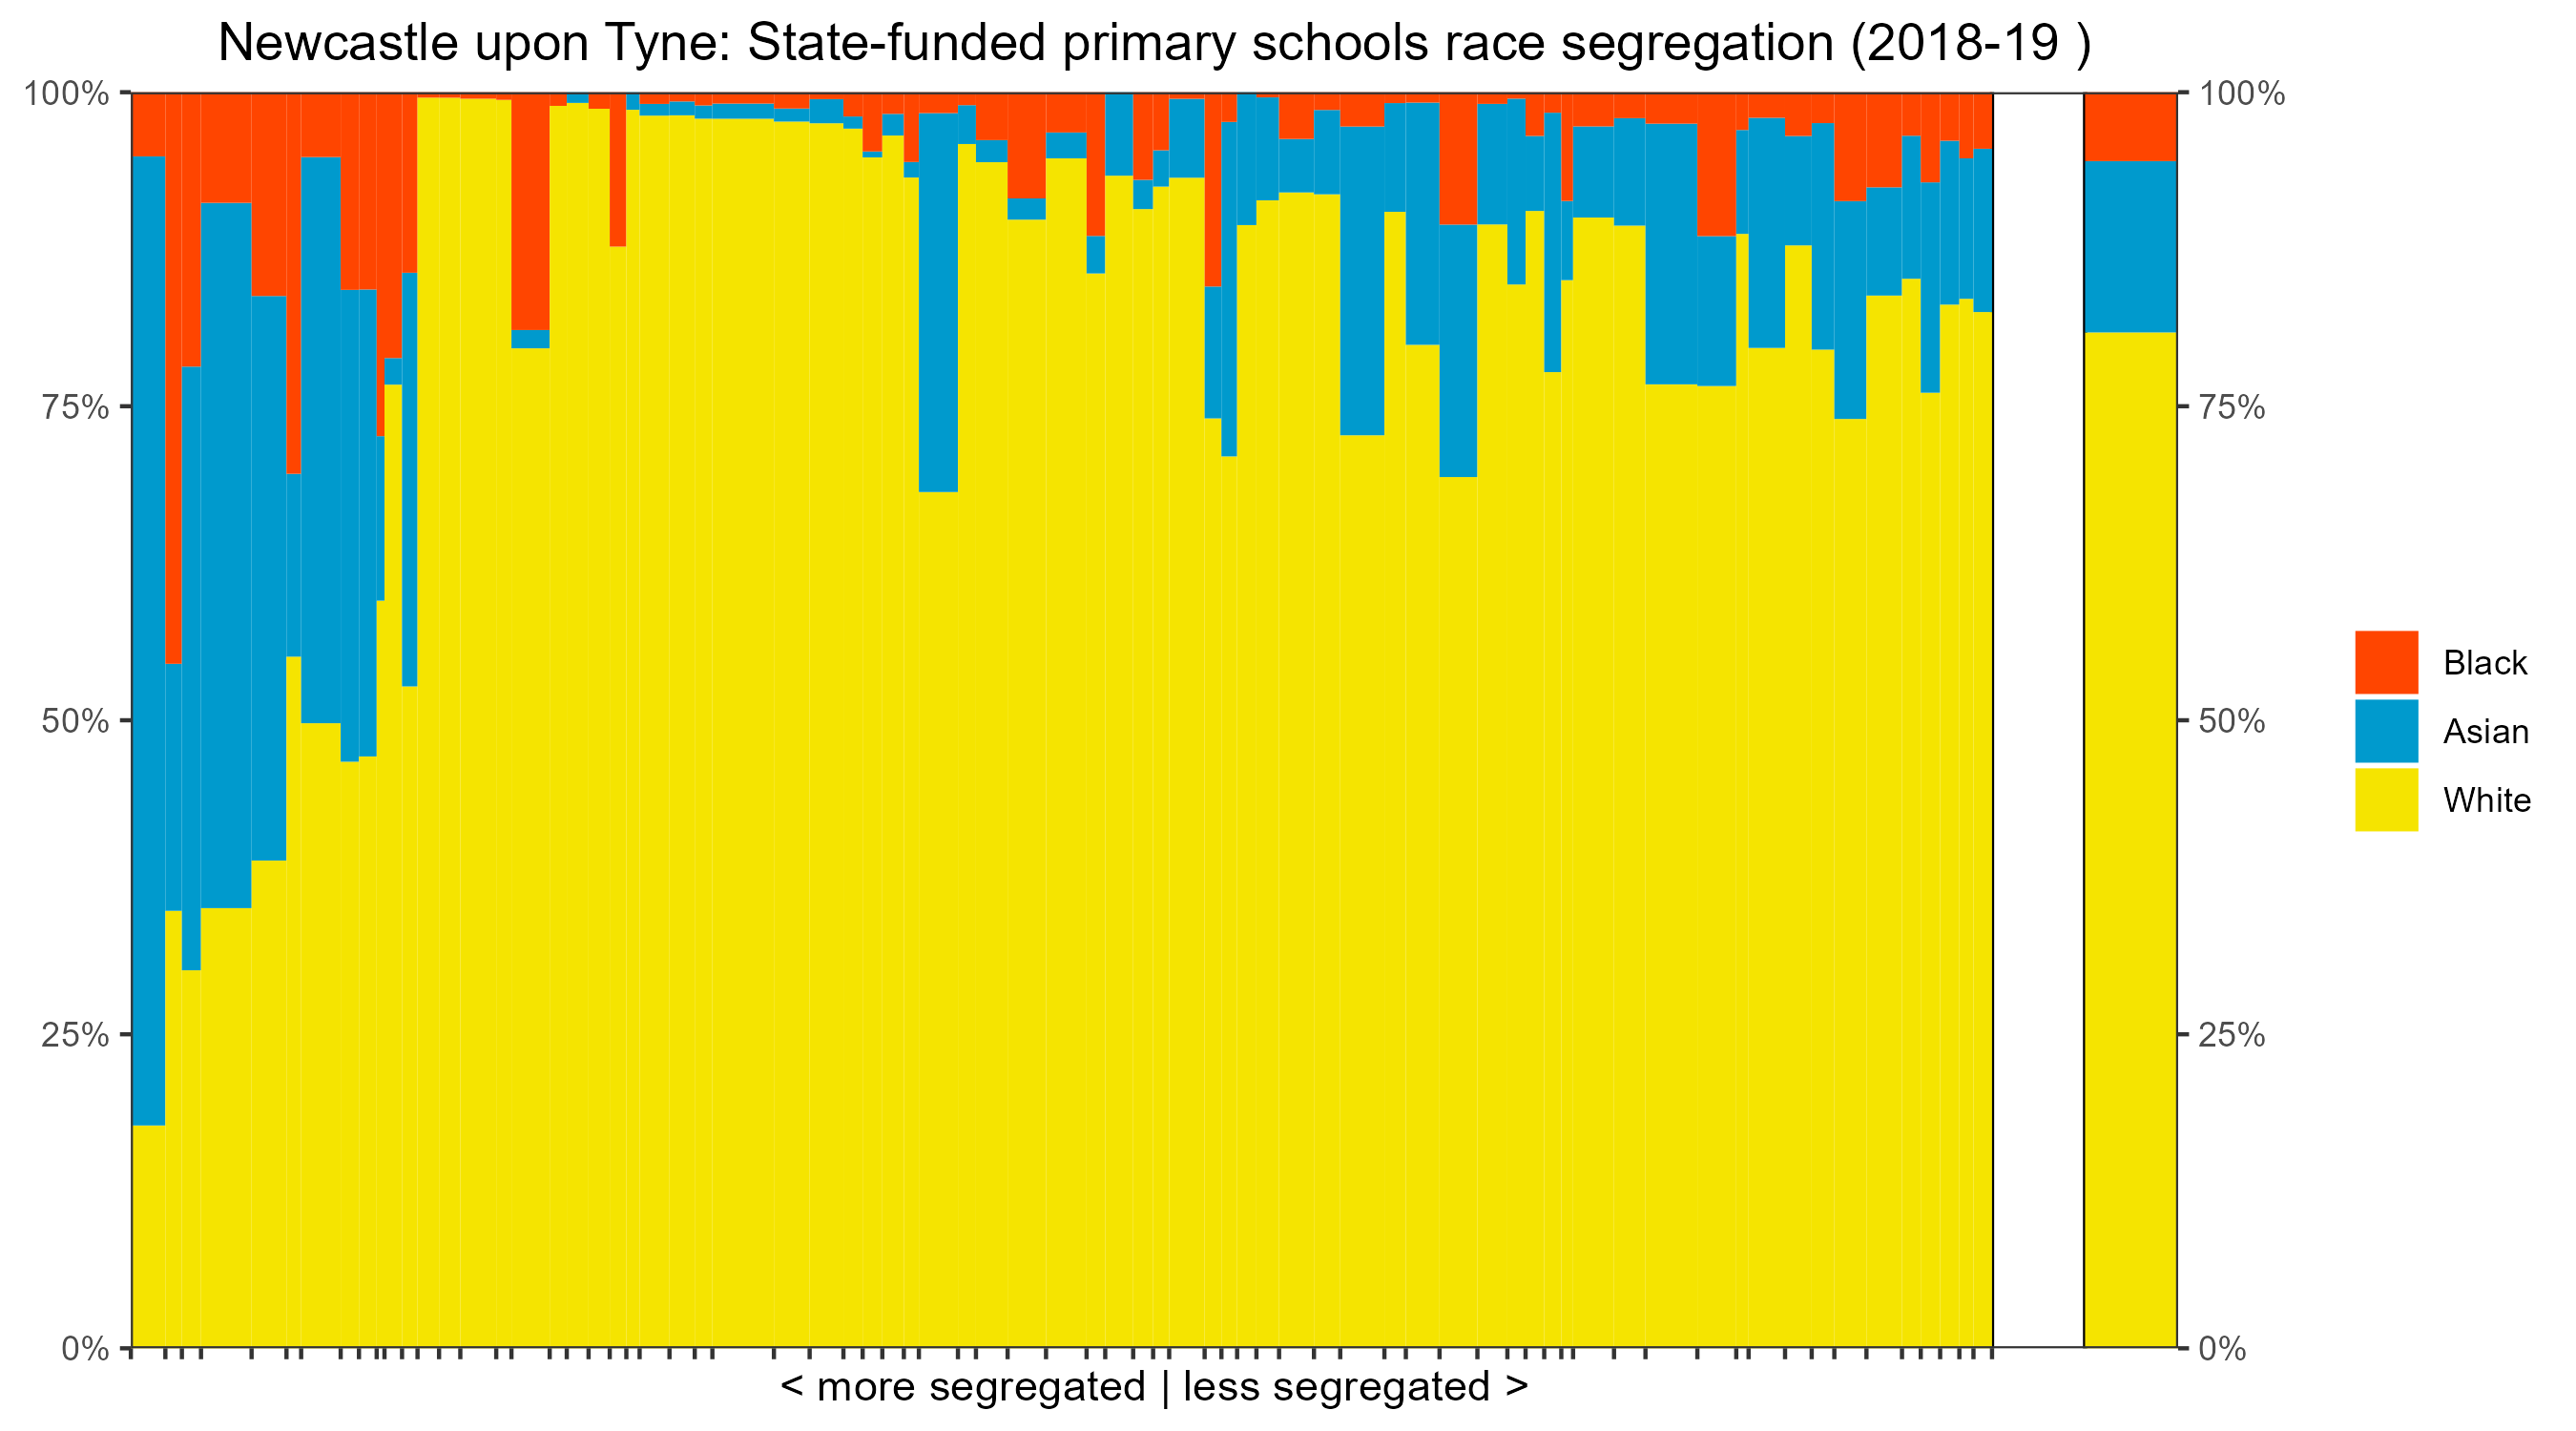 Newcastle upon Tyne: State-funded primary schools race segregation (2018-19 )
100%
75%
50%
25%
0%
100%
75%
50%
25%
0%
Black
Asian
White
< more segregated | less segregated >